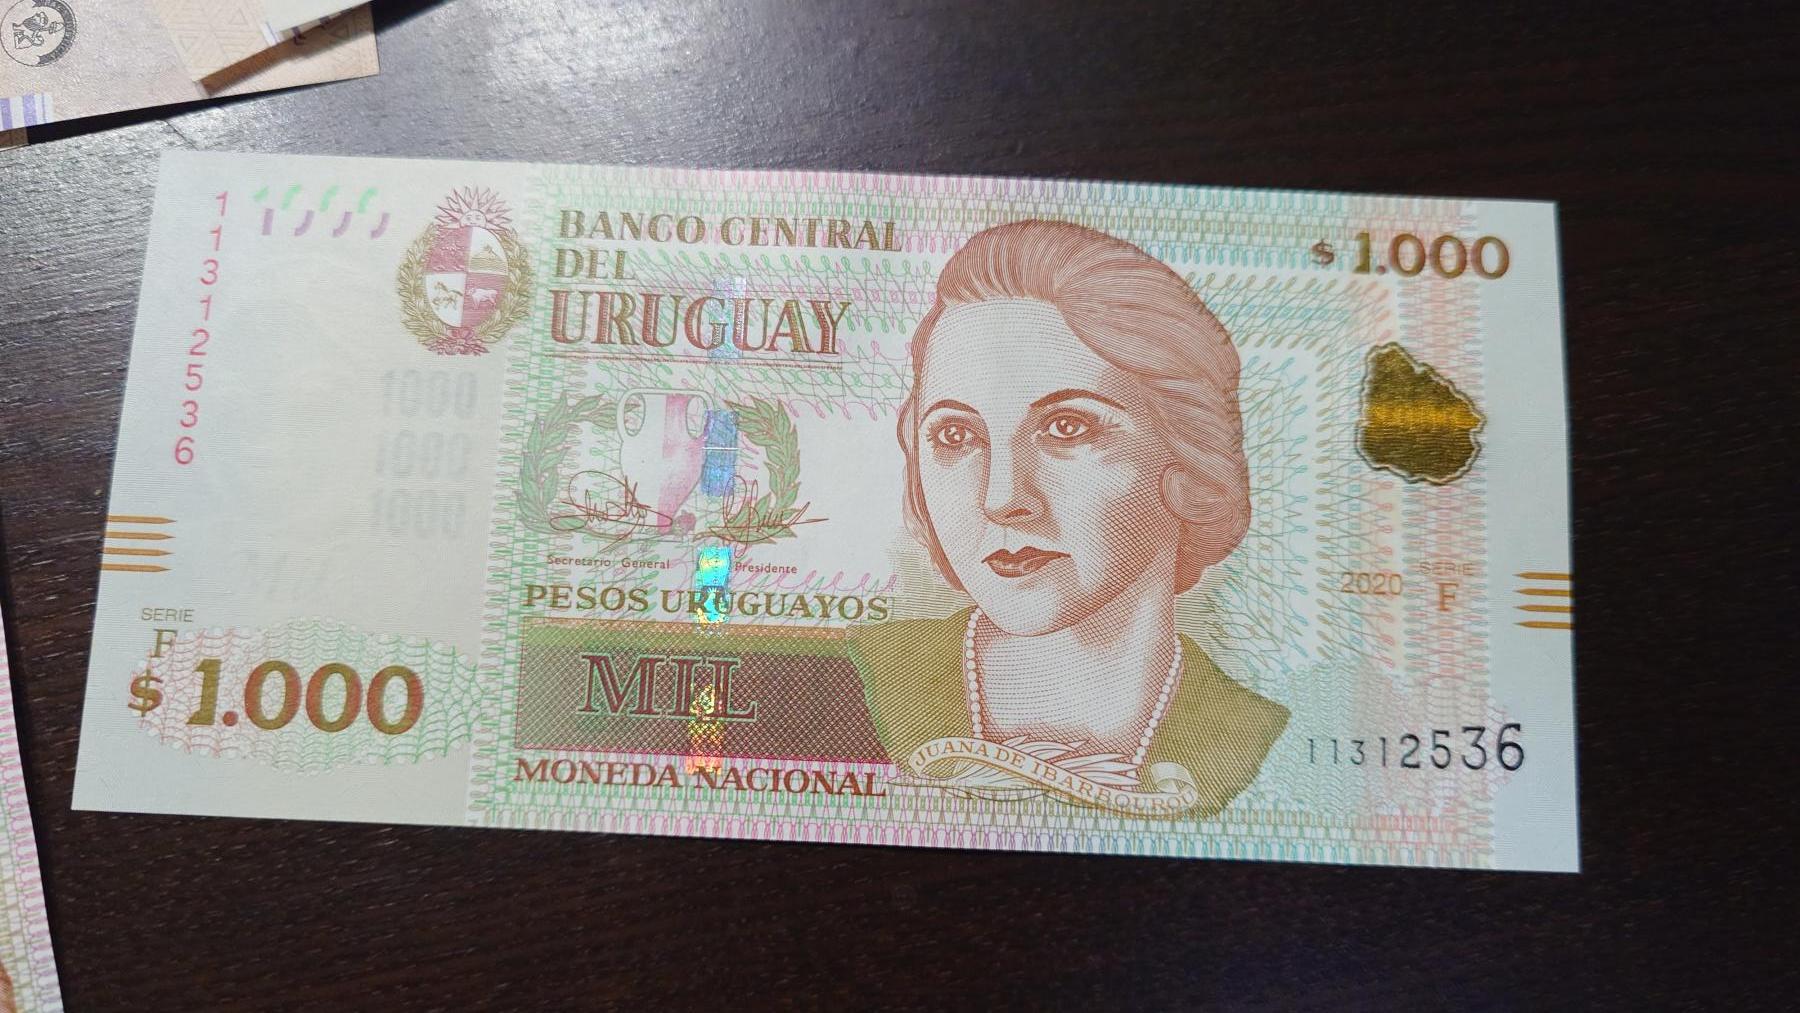 11312536
BANCO CENTRAL
DEL
URUGUAY
$ 1.000
1000
1000
1000
Secretario General
Presidente
PESOS URUGUAYOS
MIL
MONEDA NACIONAL
SERIE
F
$ 1.000
JUANA DE IBARBOUROU
2020
SERIE
F
11312536